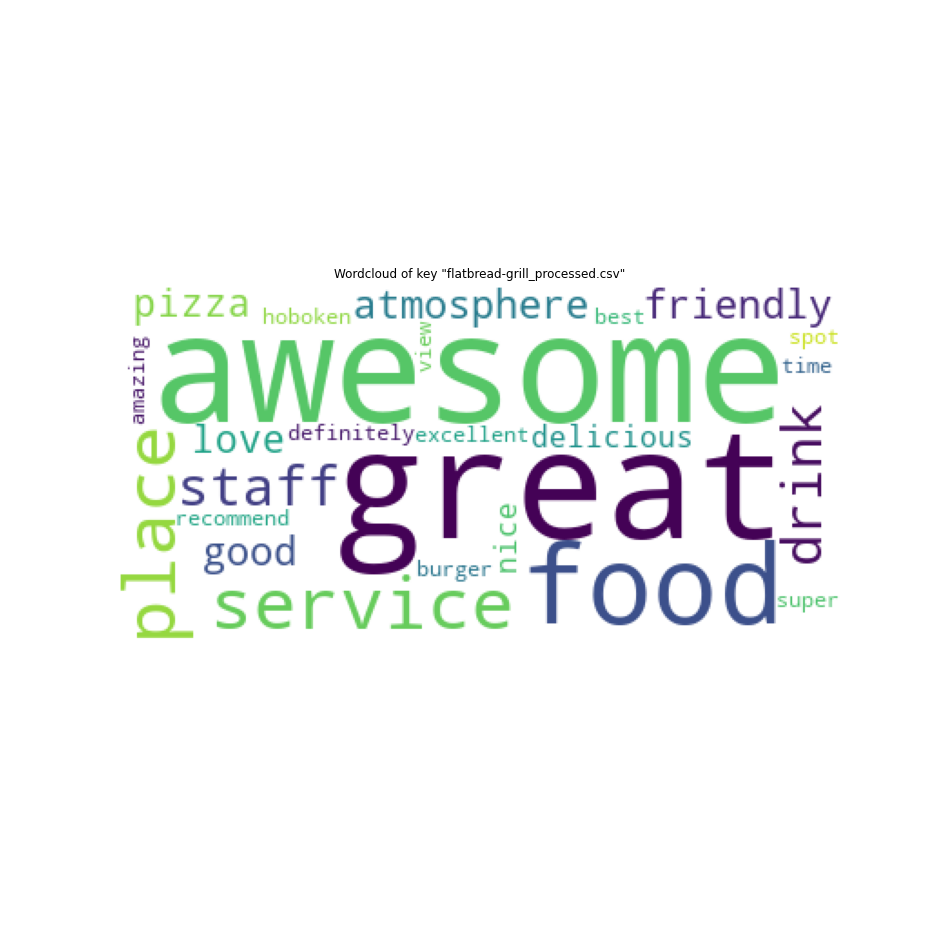 Wordcloud of key "flatbread-grill_processed.csv"
pizza
hoboken
atmosphere
best
friendly
amazing
awesome
view
spot
time
love
definitely
excellent
delicious
drink
place
staff
great
recommend
good
nice
burger
food
service
super